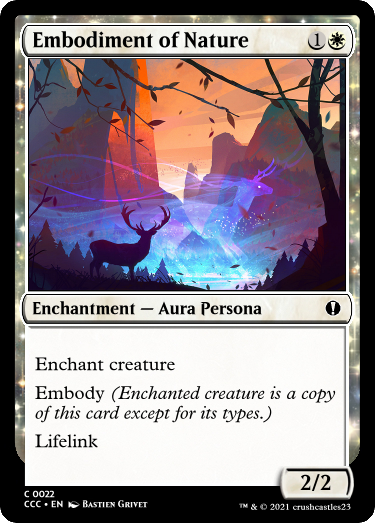 Embodiment of Nature 1
Enchantment — Aura Persona
Enchant creature
Embody (Enchanted creature is a copy
of this card except for its types.)
Lifelink
2/2
C 0022
CCC • EN Bastien Grivet
™ & © 2021 crushcastles23